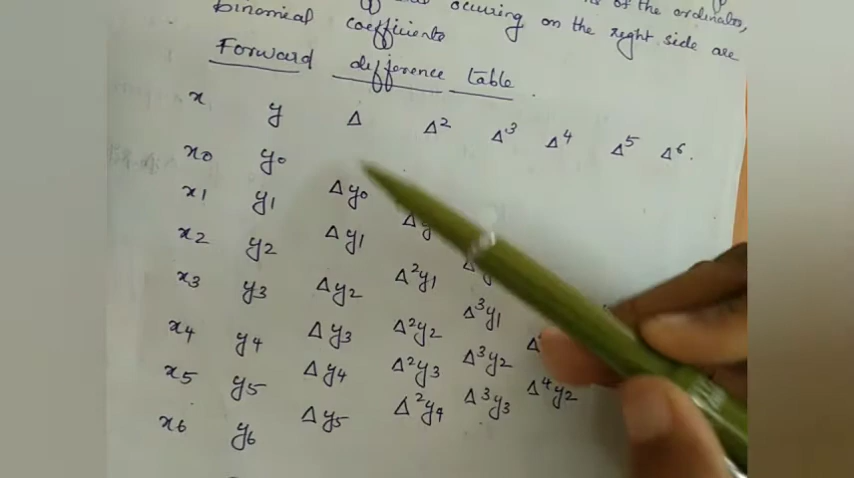 of the ordinates,
binomial coefficients occuring on the right side are
Forward difference table.
x y Δ Δ² Δ³ Δ⁴ Δ⁵ Δ⁶.
x0 y0
x1 y1 Δy0
x2 y2 Δy1
x3 y3 Δy2 Δ²y1
x4 y4 Δy3 Δ²y2 Δ³y1
x5 y5 Δy4 Δ²y3 Δ³y2
x6 y6 Δy5 Δ²y4 Δ³y3 Δ⁴y2